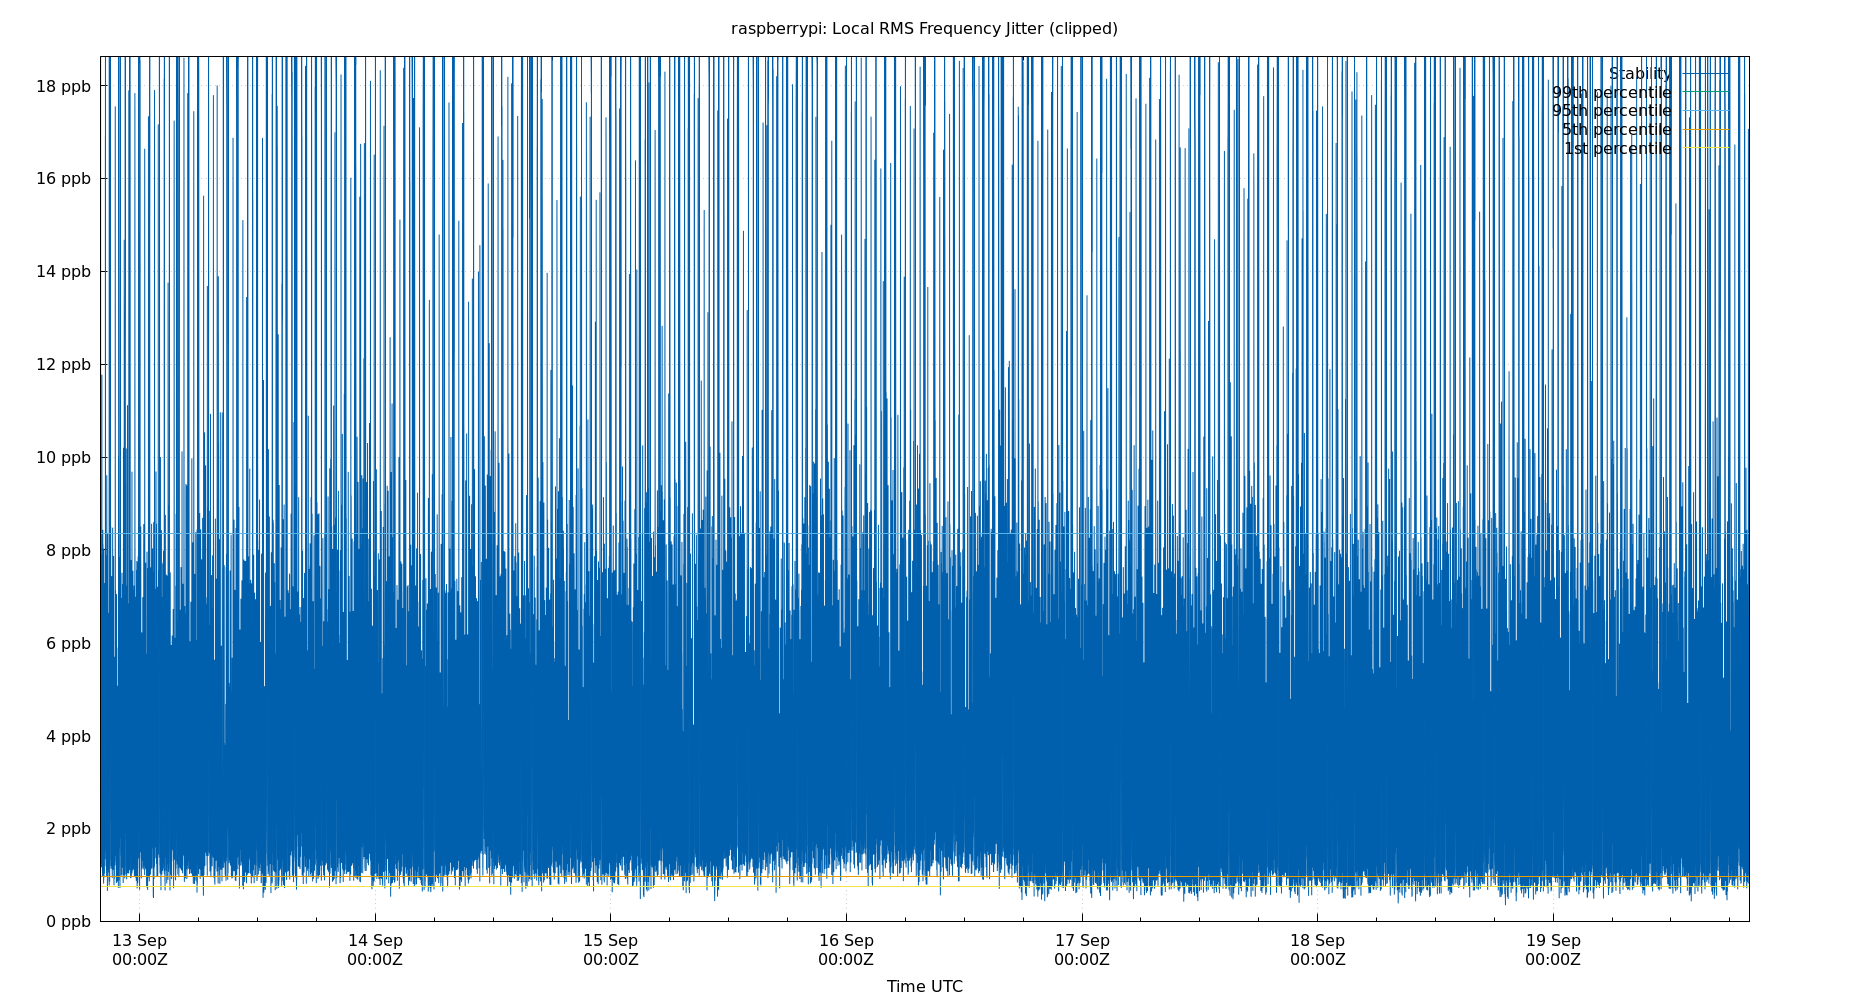 raspberrypi: Local RMS Frequency Jitter (clipped)
18 ppb
16 ppb
14 ppb
12 ppb
10 ppb
8 ppb
6 ppb
4 ppb
2 ppb
0 ppb
Stability
99th percentile
95th percentile
5th percentile
1st percentile
13 Sep 14 Sep 15 Sep 16 Sep 17 Sep 18 Sep 19 Sep
00:00Z 00:00Z 00:00Z 00:00Z 00:00Z 00:00Z 00:00Z
Time UTC